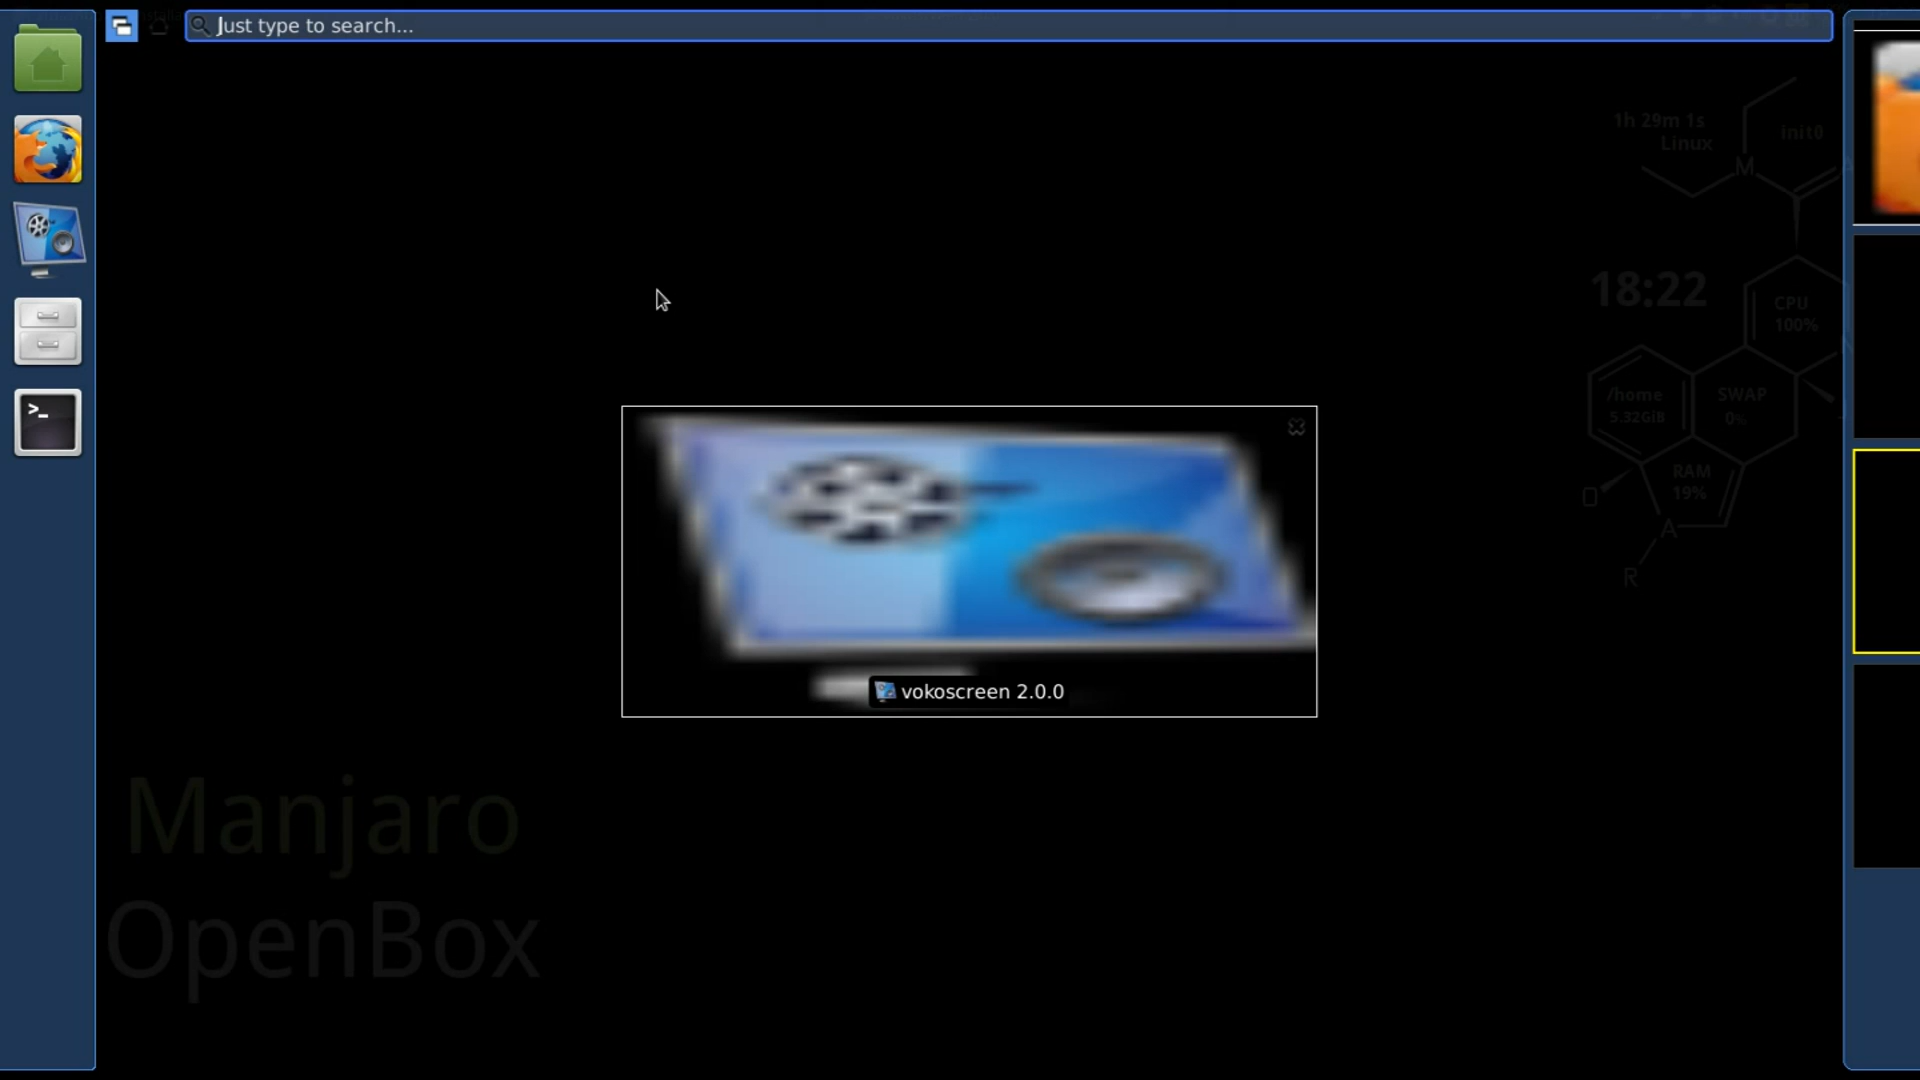 Just type to search...
1h 29m 1s
Linux
init0
M
18:22
CPU
100%
/home
5.32GiB
SWAP
0%
RAM
19%
A
R
>_
vokoscreen 2.0.0
Manjaro
OpenBox